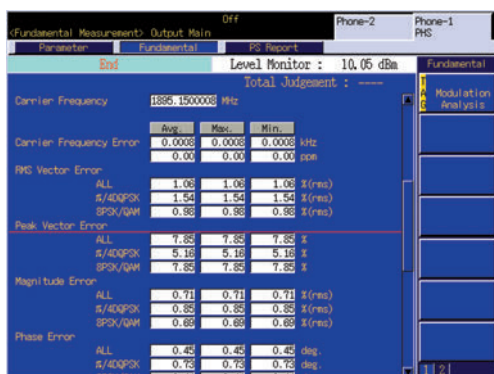 Off
<Fundamental Measurement> Output Main
Phone-2
Phone-1
PHS
Parameter Fundamental PS Report
End Level Monitor : 10.05 dBm Fundamental
Total Judgement : ----
TAG
Modulation Analysis
Carrier Frequency 1895.1500008 MHz
Avg. Max. Min.
Carrier Frequency Error 0.0008 0.0008 0.0008 kHz
0.00 0.00 0.00 ppm
RMS Vector Error
ALL 1.06 1.06 1.06 %(rms)
π/4DQPSK 1.54 1.54 1.54 %(rms)
8PSK/QAM 0.98 0.98 0.98 %(rms)
Peak Vector Error
ALL 7.85 7.85 7.85 %
π/4DQPSK 5.16 5.16 5.16 %
8PSK/QAM 7.85 7.85 7.85 %
Magnitude Error
ALL 0.71 0.71 0.71 %(rms)
π/4DQPSK 0.85 0.85 0.85 %(rms)
8PSK/QAM 0.69 0.69 0.69 %(rms)
Phase Error
ALL 0.45 0.45 0.45 deg.
π/4DQPSK 0.73 0.73 0.73 deg.
1 2